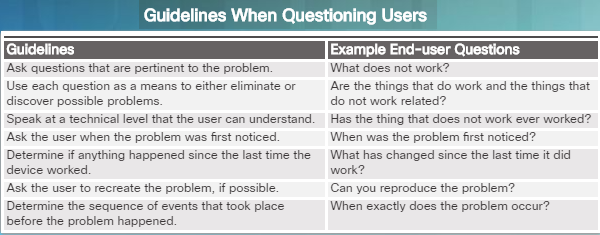 Guidelines When Questioning Users
Guidelines
Example End-user Questions
Ask questions that are pertinent to the problem.
What does not work?
Use each question as a means to either eliminate or
discover possible problems.
Are the things that do work and the things that
do not work related?
Speak at a technical level that the user can understand.
Has the thing that does not work ever worked?
Ask the user when the problem was first noticed.
When was the problem first noticed?
Determine if anything happened since the last time the
device worked.
What has changed since the last time it did
work?
Ask the user to recreate the problem, if possible.
Can you reproduce the problem?
Determine the sequence of events that took place
before the problem happened.
When exactly does the problem occur?